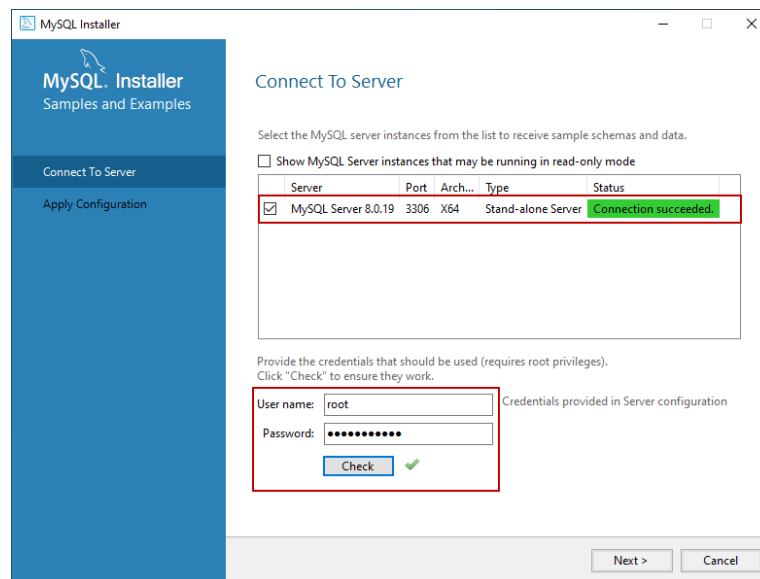 MySQL Installer
MySQL. Installer
Samples and Examples
Connect To Server
Apply Configuration
Connect To Server
Select the MySQL server instances from the list to receive sample schemas and data.
Show MySQL Server instances that may be running in read-only mode
Server Port Arch... Type Status
MySQL Server 8.0.19 3306 X64 Stand-alone Server Connection succeeded.
Provide the credentials that should be used (requires root privileges).
Click "Check" to ensure they work.
User name: root Credentials provided in Server configuration
Password: •••••••••••
Check
Next > Cancel